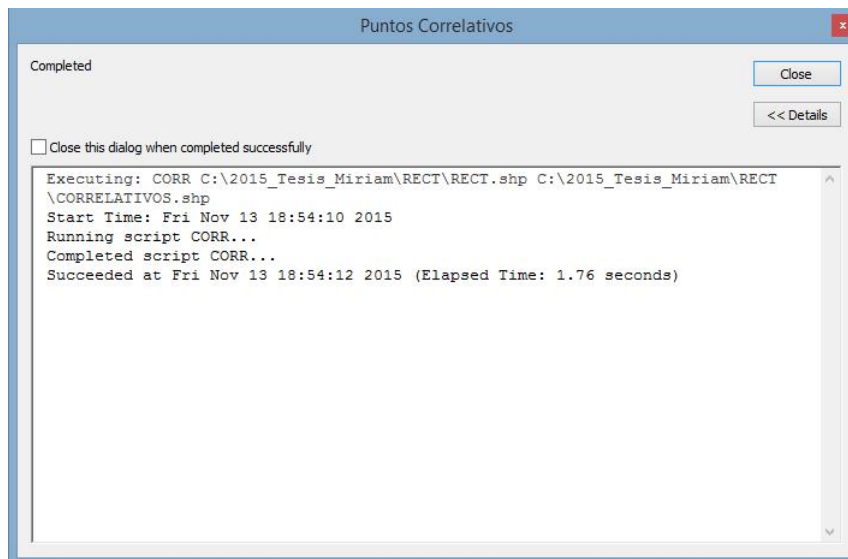 Puntos Correlativos
x
Completed
Close
<< Details
Close this dialog when completed successfully
Executing: CORR C:\2015_Tesis_Miriam\RECT\RECT.shp C:\2015_Tesis_Miriam\RECT
\CORRELATIVOS.shp
Start Time: Fri Nov 13 18:54:10 2015
Running script CORR...
Completed script CORR...
Succeeded at Fri Nov 13 18:54:12 2015 (Elapsed Time: 1.76 seconds)